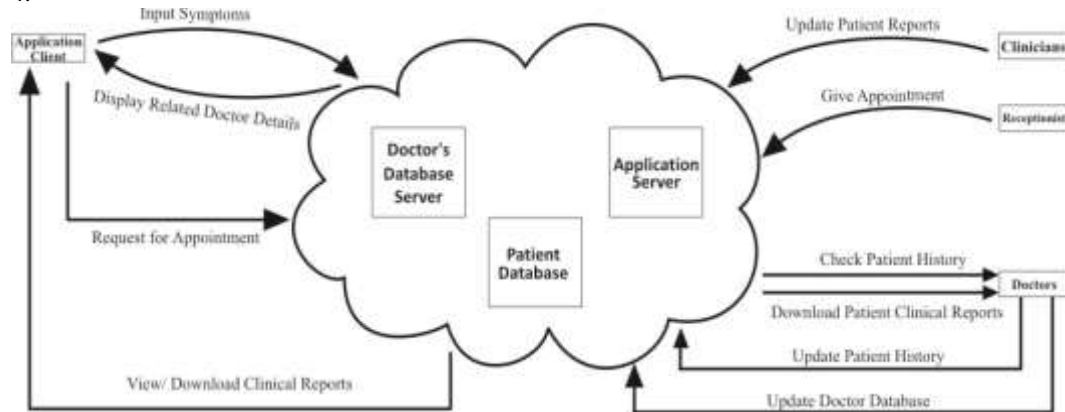 Input Symptoms
Application
Client
Display Related Doctor Details
Request for Appointment
View/ Download Clinical Reports
Doctor's
Database
Server
Application
Server
Patient
Database
Update Patient Reports
Clinicians
Give Appointment
Receptionist
Check Patient History
Doctors
Download Patient Clinical Reports
Update Patient History
Update Doctor Database